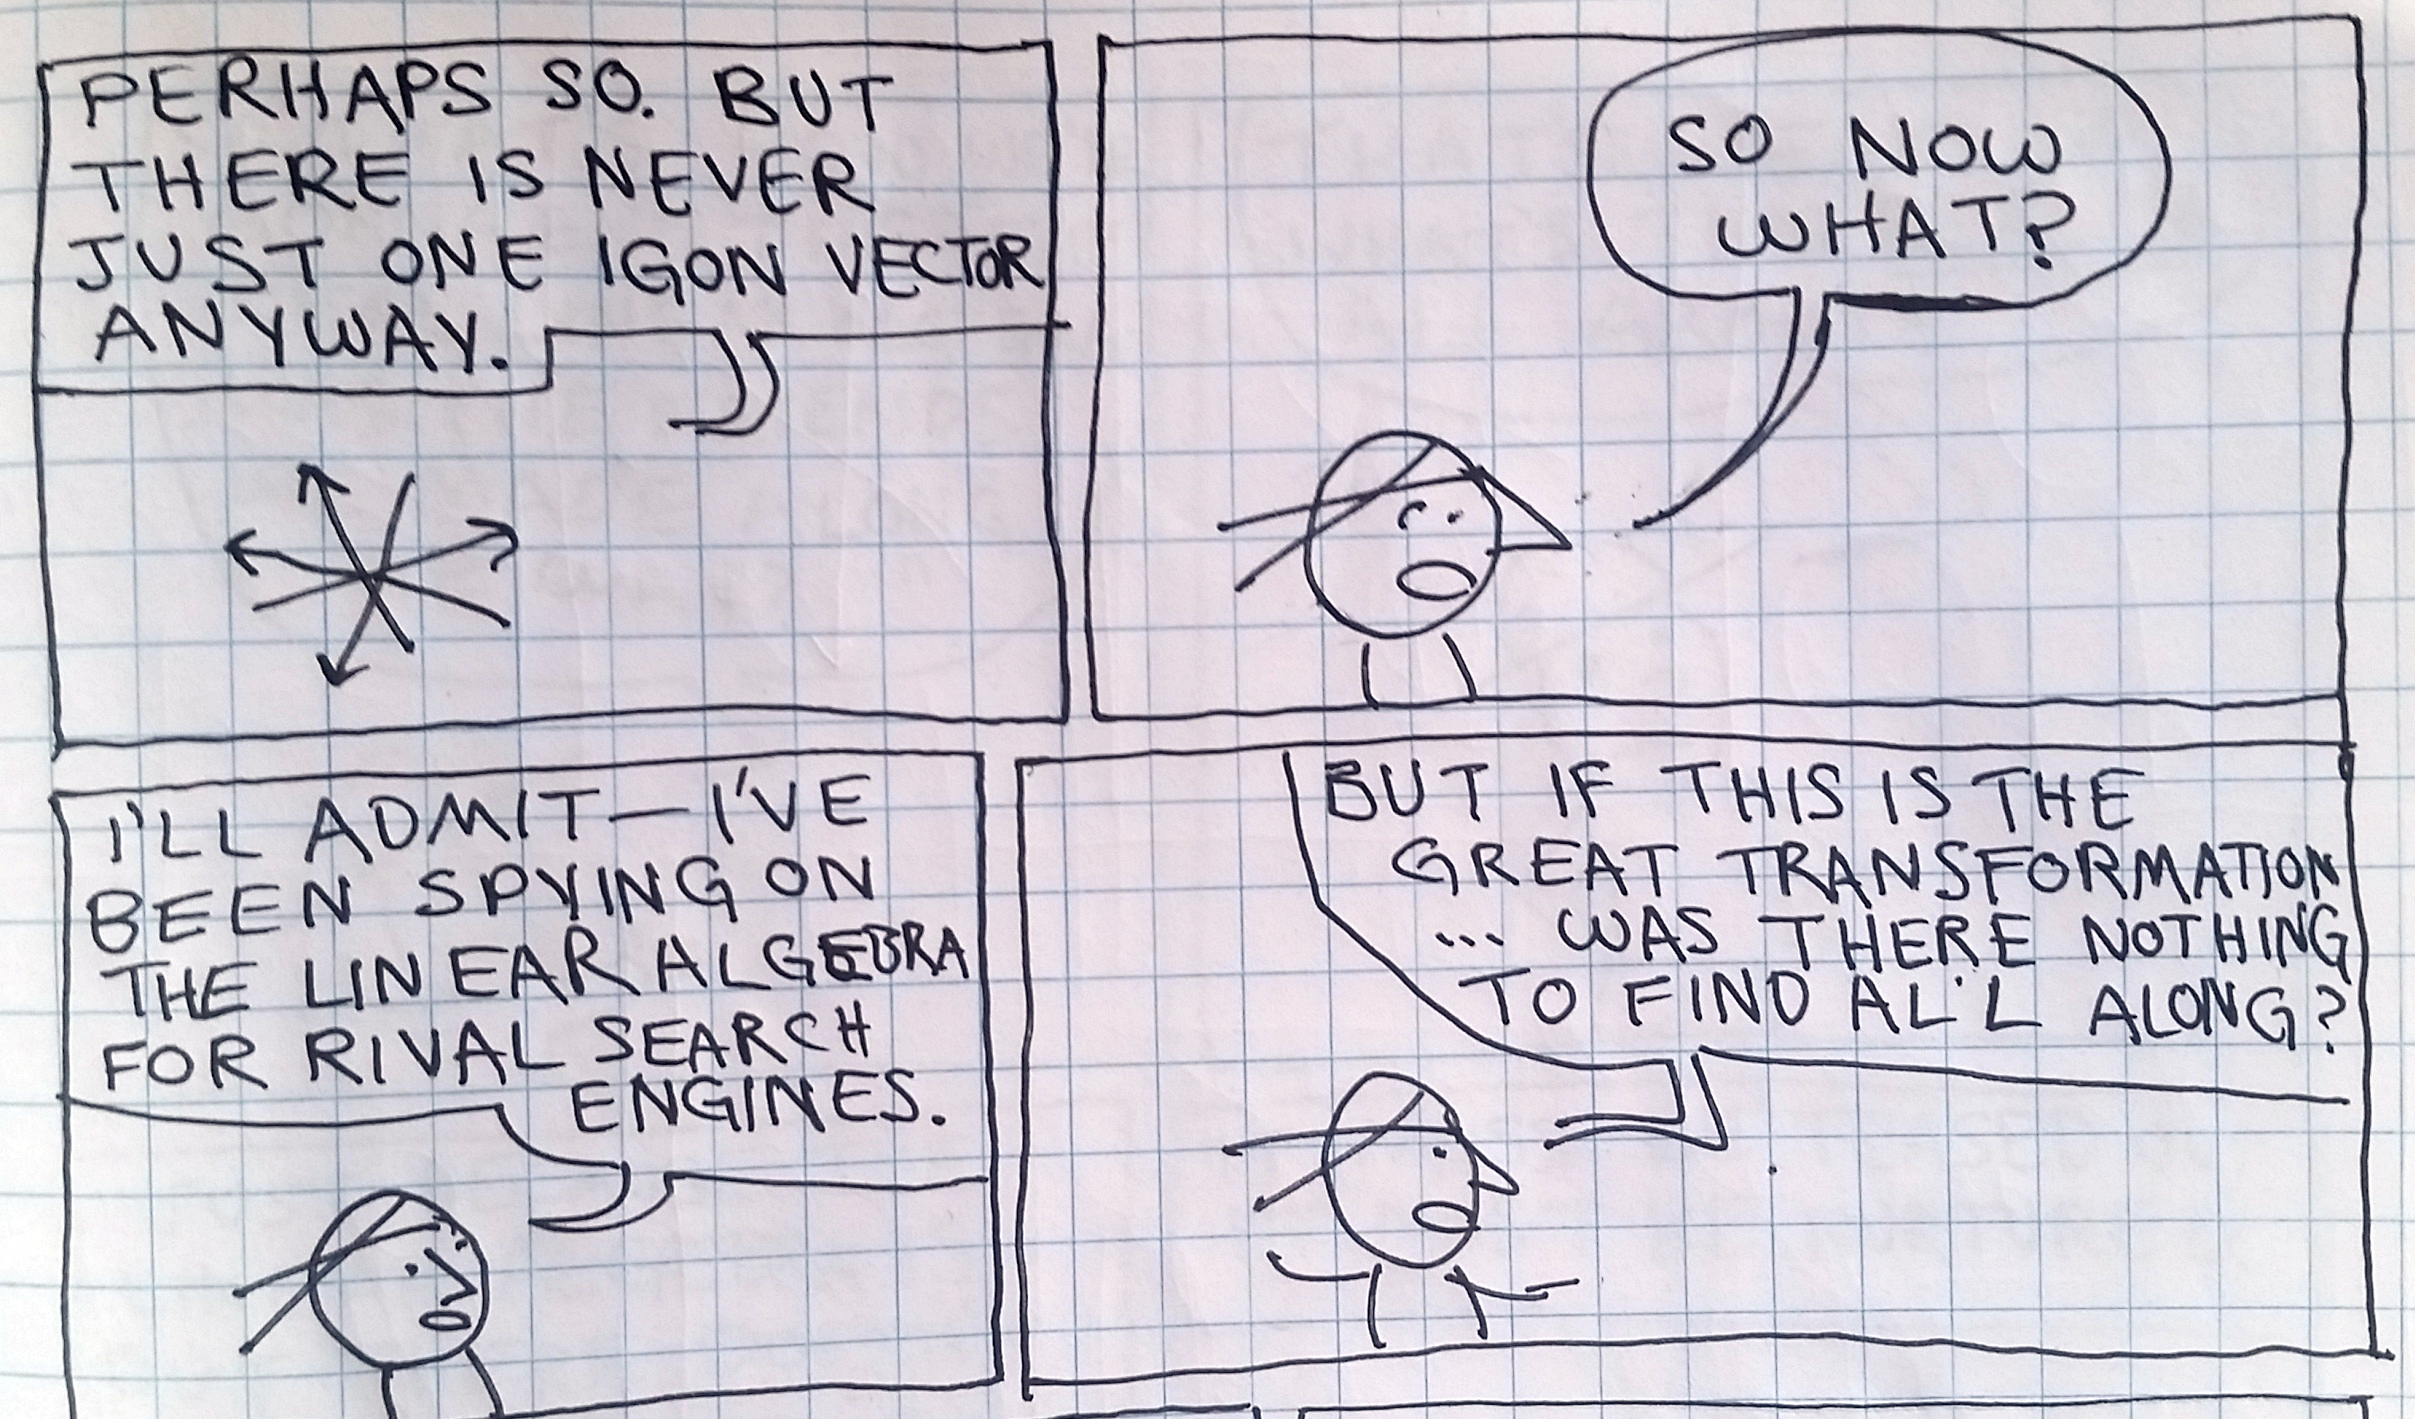 PERHAPS SO. BUT
THERE IS NEVER
JUST ONE IGON VECTOR
ANYWAY.
SO NOW
WHAT?
I'LL ADMIT—I'VE
BEEN SPYING ON
THE LINEAR ALGEBRA
FOR RIVAL SEARCH
ENGINES.
BUT IF THIS IS THE
GREAT TRANSFORMATION
... WAS THERE NOTHING
TO FIND ALL ALONG?